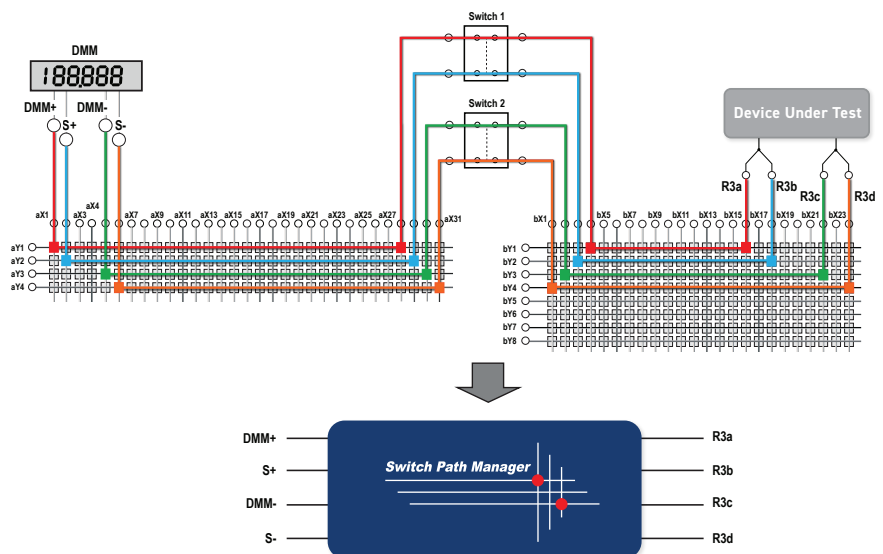 Switch 1
DMM
188.888
DMM+
DMM-
S+
S-
Switch 2
Device Under Test
R3a
R3b
R3c
R3d
aX1
aX3
aX4
aX7
aX9
aX11
aX13
aX15
aX17
aX19
aX21
aX23
aX25
aX27
aX31
bX1
bX5
bX7
bX9
bX11
bX13
bX15
bX17
bX19
bX21
bX23
aY1
aY2
aY3
aY4
bY1
bY2
bY3
bY4
bY5
bY6
bY7
bY8
DMM+
S+
DMM-
S-
Switch Path Manager
R3a
R3b
R3c
R3d